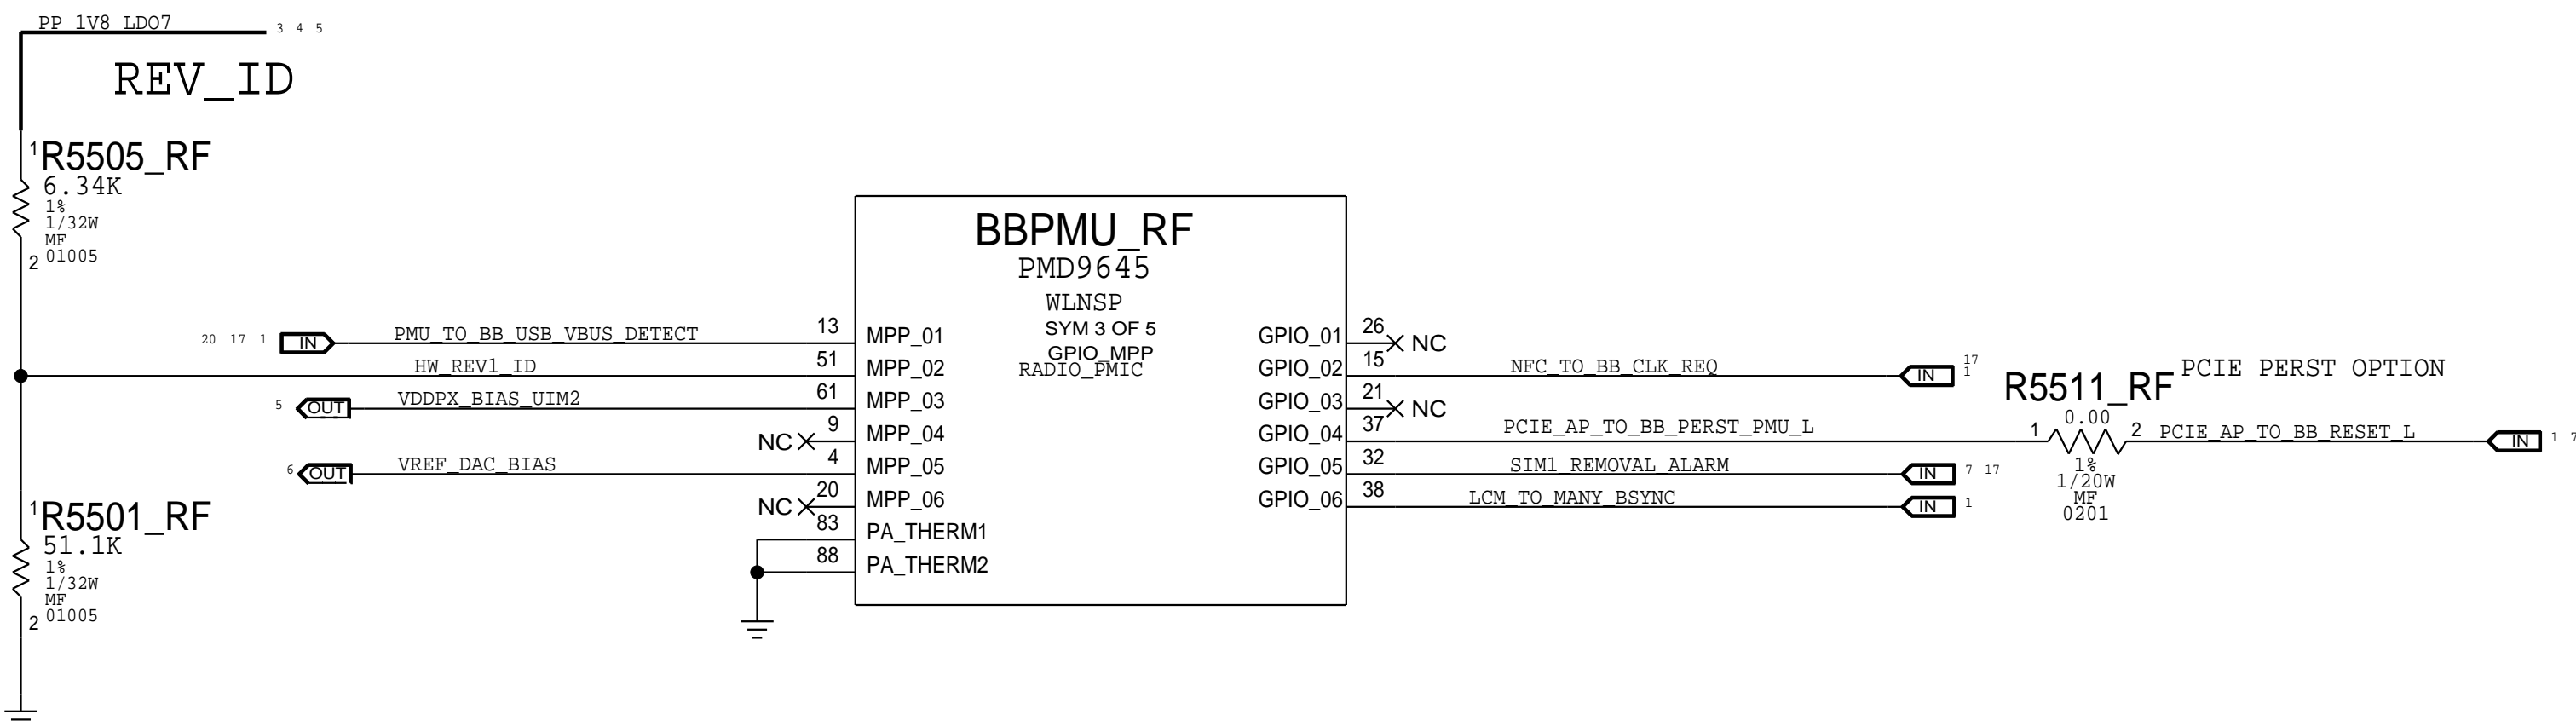 PP_1V8_LDO7 3 4 5
REV_ID
1 R5505_RF
6.34K
1%
1/32W
MF
01005
2
1 R5501_RF
51.1K
1%
1/32W
MF
01005
2
BBPMU_RF
PMD9645
WLNSP
SYM 3 OF 5
GPIO_MPP
RADIO_PMIC
20 17 1 IN PMU_TO_BB_USB_VBUS_DETECT 13 MPP_01
HW_REV1_ID 51 MPP_02
5 OUT VDDPX_BIAS_UIM2 61 MPP_03
NC 9 MPP_04
6 OUT VREF_DAC_BIAS 4 MPP_05
NC 20 MPP_06
83 PA_THERM1
88 PA_THERM2
GPIO_01 26 NC
GPIO_02 15 NFC_TO_BB_CLK_REQ IN 17 1
GPIO_03 21 NC
GPIO_04 37 PCIE_AP_TO_BB_PERST_PMU_L
GPIO_05 32 SIM1_REMOVAL_ALARM IN 7 17
GPIO_06 38 LCM_TO_MANY_BSYNC IN 1
PCIE PERST OPTION
R5511_RF
0.00
1 2 PCIE_AP_TO_BB_RESET_L IN 1 7
1%
1/20W
MF
0201